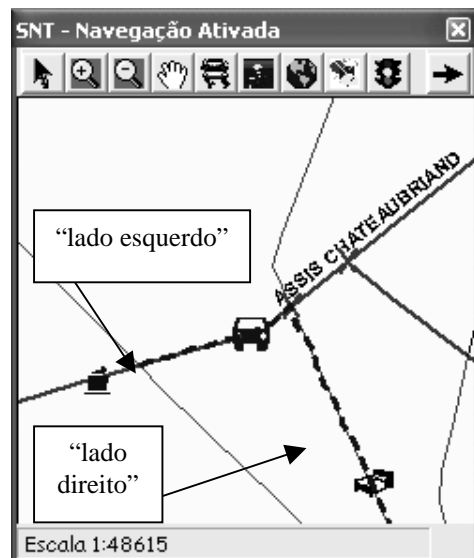 SNT - Navegação Ativada
ASSIS CHATEAUBRIAND
“lado esquerdo”
“lado
direito”
Escala 1:48615